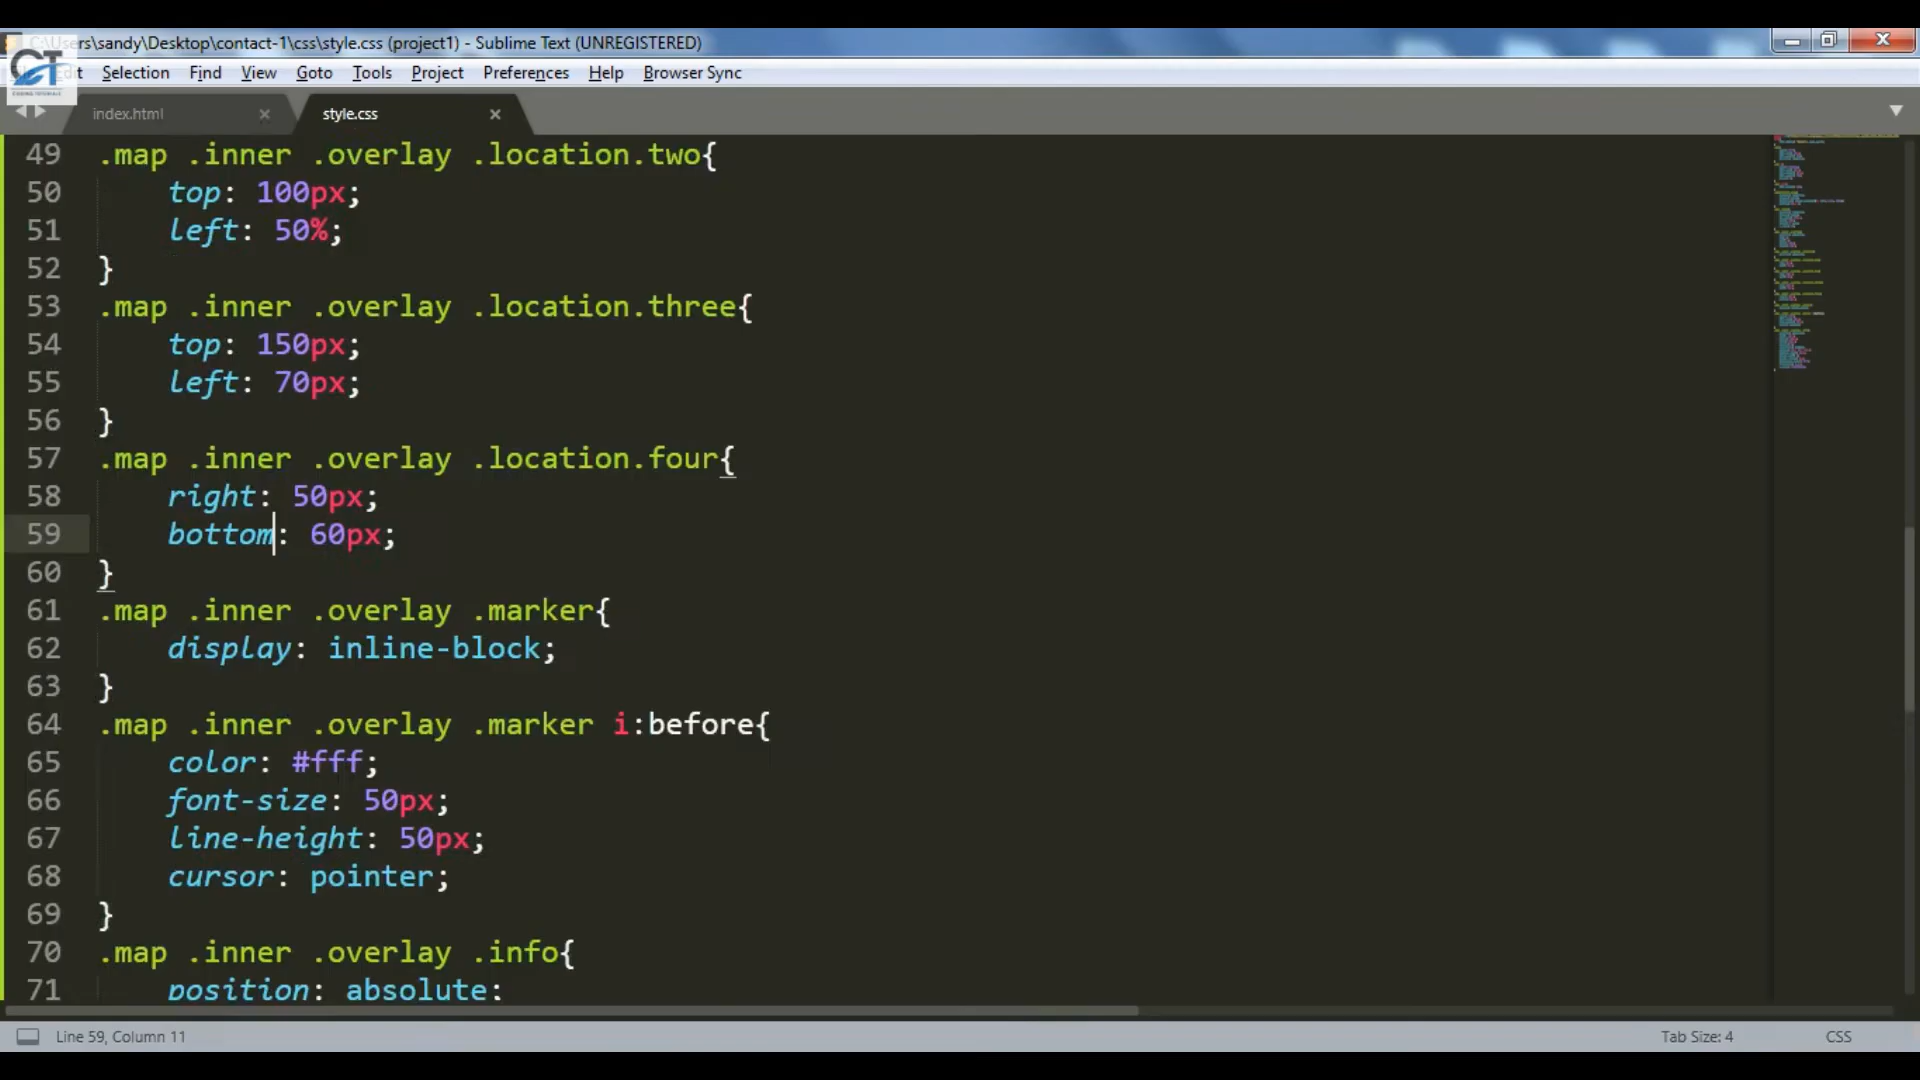 C:\Users\sandy\Desktop\contact-1\css\style.css (project1) - Sublime Text (UNREGISTERED)
Selection Find View Goto Tools Project Preferences Help Browser Sync
CT
index.html style.css
49 .map .inner .overlay .location.two{
50 top: 100px;
51 left: 50%;
52 }
53 .map .inner .overlay .location.three{
54 top: 150px;
55 left: 70px;
56 }
57 .map .inner .overlay .location.four{
58 right: 50px;
59 bottom: 60px;
60 }
61 .map .inner .overlay .marker{
62 display: inline-block;
63 }
64 .map .inner .overlay .marker i:before{
65 color: #fff;
66 font-size: 50px;
67 line-height: 50px;
68 cursor: pointer;
69 }
70 .map .inner .overlay .info{
71 position: absolute;
Line 59, Column 11 Tab Size: 4 CSS